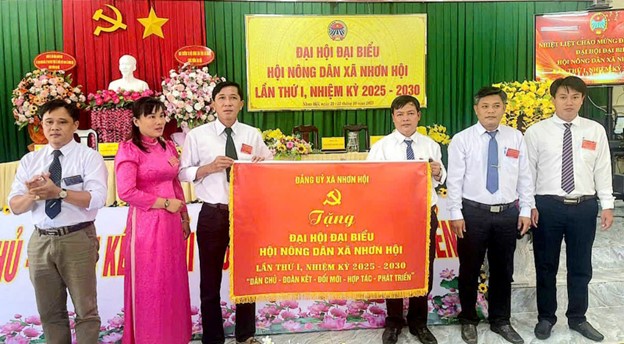 ĐẠI HỘI ĐẠI BIỂU
HỘI NÔNG DÂN XÃ NHƠN HỘI
LẦN THỨ I, NHIỆM KỲ 2025 - 2030
NHIỆT LIỆT CHÀO MỪNG
ĐẠI HỘI ĐẠI BIỂU
HỘI NÔNG DÂN XÃ NHƠN HỘI
ĐẢNG UỶ XÃ NHƠN HỘI
Tặng
ĐẠI HỘI ĐẠI BIỂU
HỘI NÔNG DÂN XÃ NHƠN HỘI
LẦN THỨ I, NHIỆM KỲ 2025 - 2030
"DÂN CHỦ - ĐOÀN KẾT - ĐỔI MỚI - HỢP TÁC - PHÁT TRIỂN"